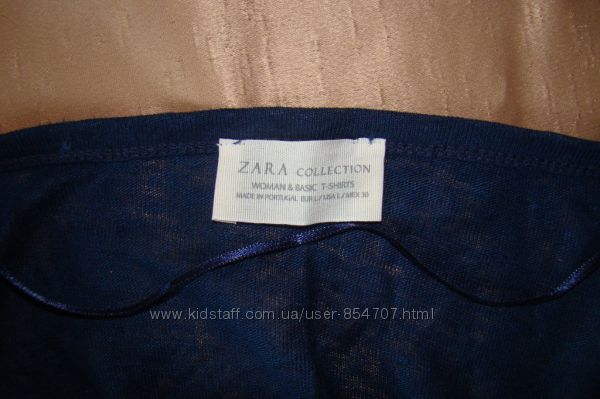 ZARA COLLECTION
WOMAN & BASIC T-SHIRTS
MADE IN PORTUGAL EUR L/USA L/MEX 30
www.kidstaff.com.ua/user-854707.html